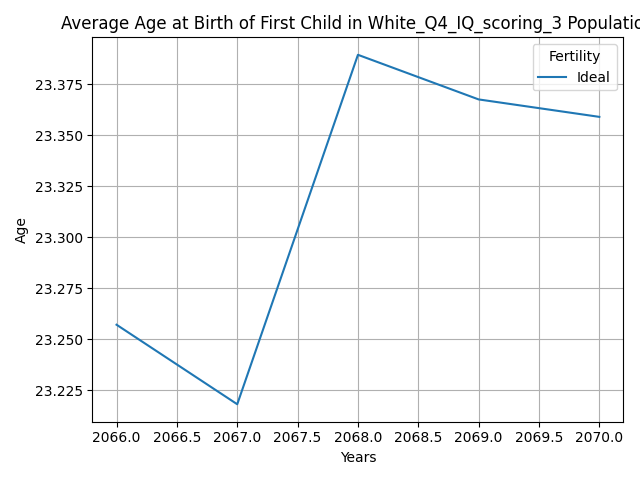 Average Age at Birth of First Child in White_Q4_IQ_scoring_3 Populatio
Fertility
Ideal
23.375
23.350
23.325
23.300
23.275
23.250
23.225
Age
2066.0 2066.5 2067.0 2067.5 2068.0 2068.5 2069.0 2069.5 2070.0
Years